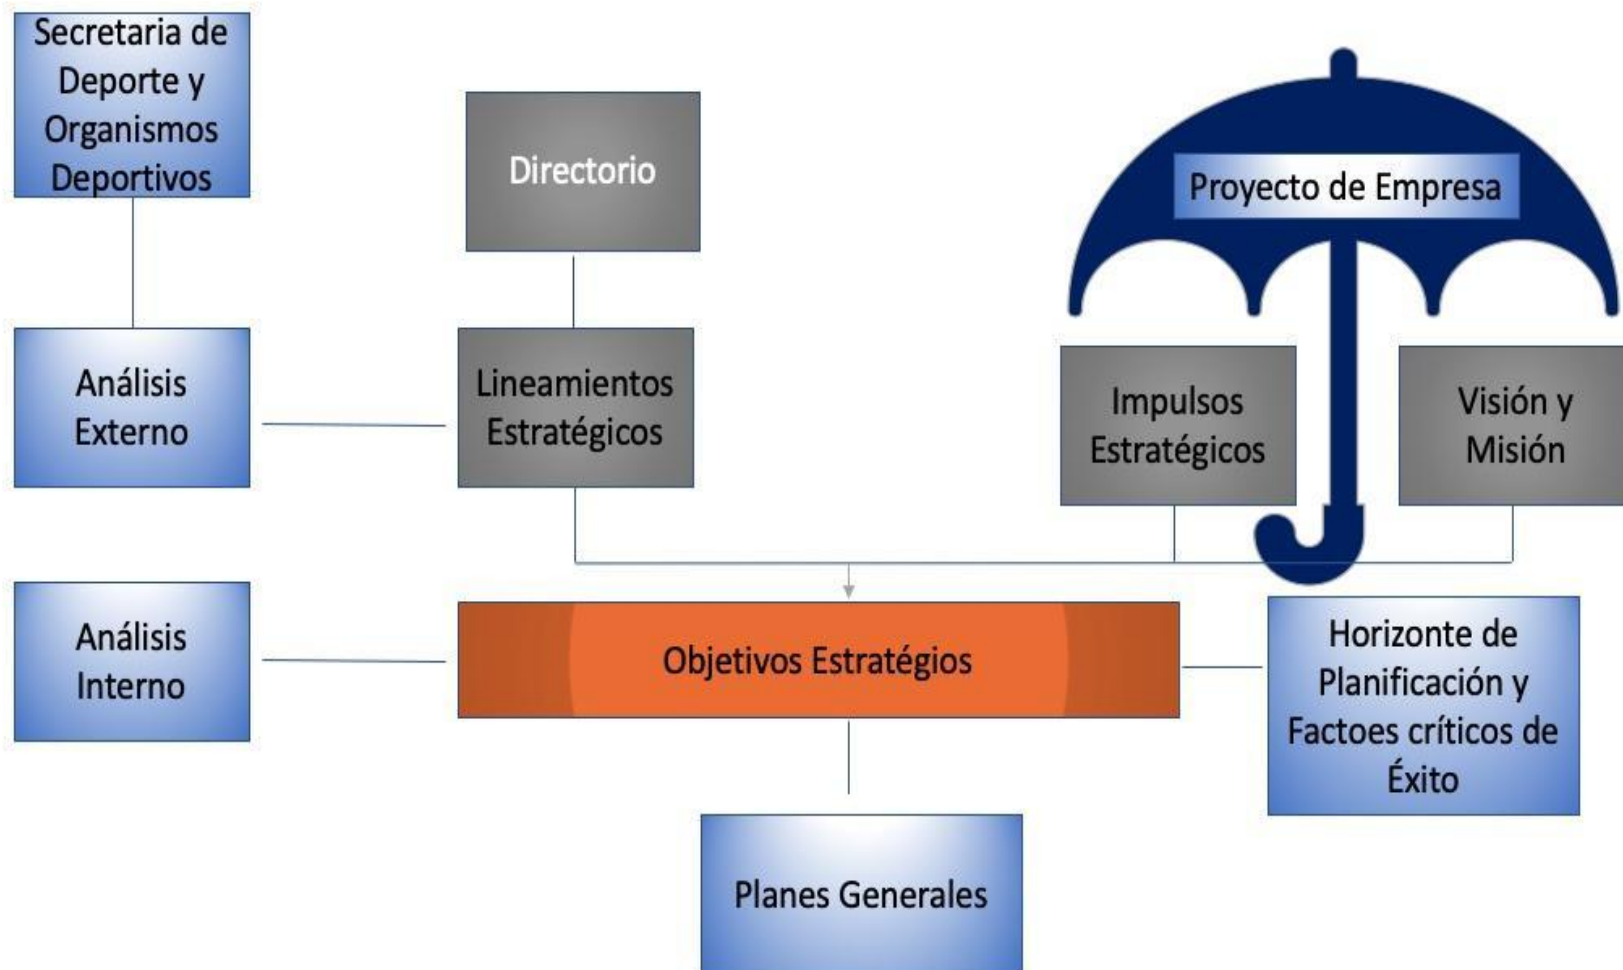 Secretaria de
Deporte y
Organismos
Deportivos
Directorio
Proyecto de Empresa
Análisis
Externo
Lineamientos
Estratégicos
Impulsos
Estratégicos
Visión y
Misión
Análisis
Interno
Objetivos Estratégios
Horizonte de
Planificación y
Factoes críticos de
Éxito
Planes Generales